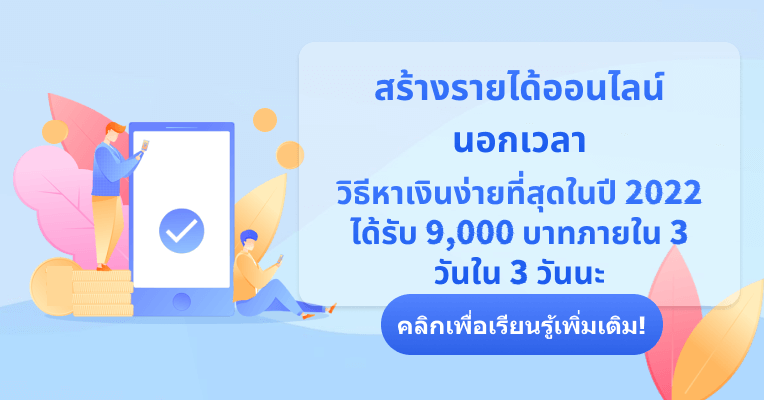 สร้างรายได้ออนไลน์
นอกเวลา
วิธีหาเงินง่ายที่สุดในปี 2022
ได้รับ 9,000 บาทภายใน 3
วันใน 3 วันนะ
คลิกเพื่อเรียนรู้เพิ่มเติม!